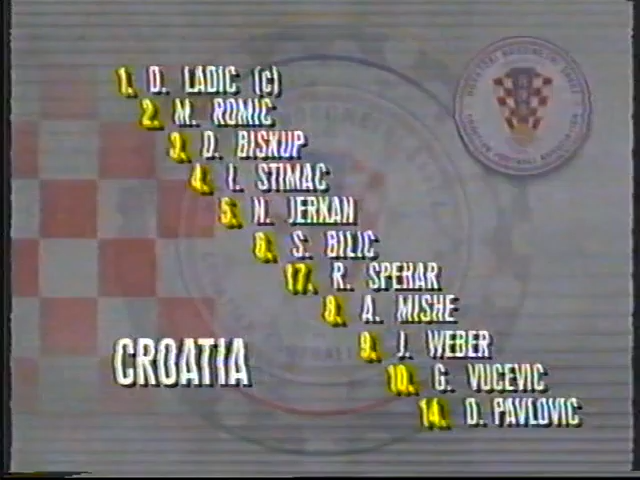 1. D. LADIC (c)
2. M. ROMIC
3. D. BISKUP
4. I. STIMAC
5. N. JERKAN
6. S. BILIC
17. R. SPEHAR
8. A. MISHE
9. J. WEBER
10. G. VUCEVIC
14. D. PAVLOVIC
CROATIA